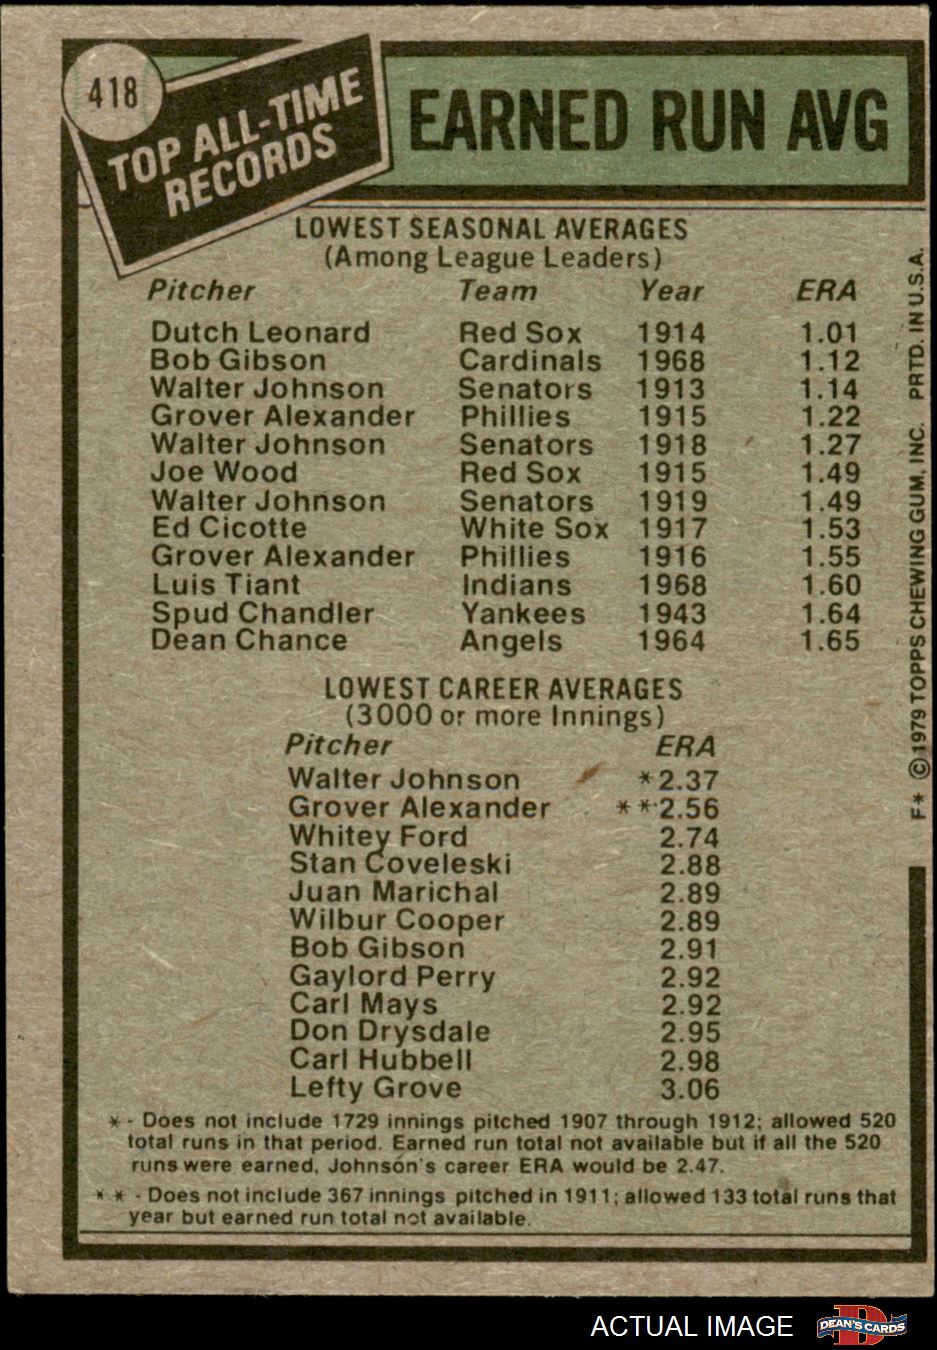 418
TOP ALL-TIME
RECORDS
EARNED RUN AVG
LOWEST SEASONAL AVERAGES
(Among League Leaders)
Pitcher Team Year ERA
Dutch Leonard Red Sox 1914 1.01
Bob Gibson Cardinals 1968 1.12
Walter Johnson Senators 1913 1.14
Grover Alexander Phillies 1915 1.22
Walter Johnson Senators 1918 1.27
Joe Wood Red Sox 1915 1.49
Walter Johnson Senators 1919 1.49
Ed Cicotte White Sox 1917 1.53
Grover Alexander Phillies 1916 1.55
Luis Tiant Indians 1968 1.60
Spud Chandler Yankees 1943 1.64
Dean Chance Angels 1964 1.65
LOWEST CAREER AVERAGES
(3000 or more Innings)
Pitcher ERA
Walter Johnson *2.37
Grover Alexander **2.56
Whitey Ford 2.74
Stan Coveleski 2.88
Juan Marichal 2.89
Wilbur Cooper 2.89
Bob Gibson 2.91
Gaylord Perry 2.92
Carl Mays 2.92
Don Drysdale 2.95
Carl Hubbell 2.98
Lefty Grove 3.06
* - Does not include 1729 innings pitched 1907 through 1912; allowed 520
total runs in that period. Earned run total not available but if all the 520
runs were earned, Johnson's career ERA would be 2.47.
* * - Does not include 367 innings pitched in 1911; allowed 133 total runs that
year but earned run total not available.
F* ©1979 TOPPS CHEWING GUM, INC. PRTD. IN U.S.A.
ACTUAL IMAGE
D
DEAN'S CARDS